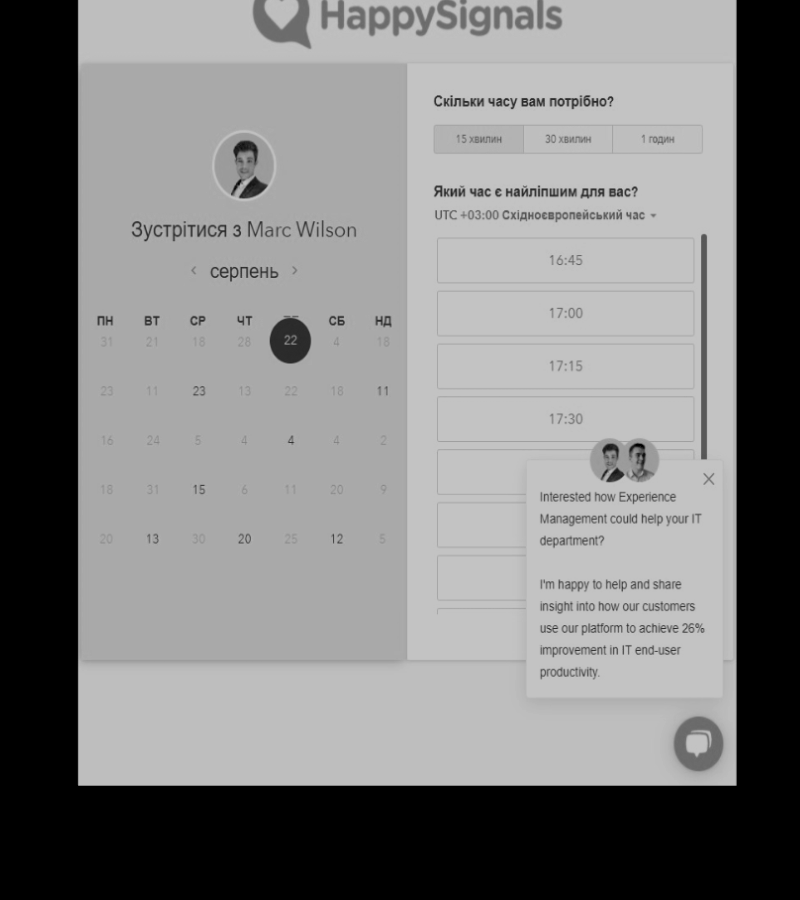 HappySignals
Скільки часу вам потрібно?
15 хвилин 30 хвилин 1 годин
Який час є найліпшим для вас?
UTC +03:00 Східноєвропейський час
16:45
17:00
17:15
17:30
Зустрітися з Marc Wilson
серпень
ПН ВТ СР ЧТ СБ НД
31 21 18 28 22 4 18
23 11 23 13 22 18 11
16 24 5 4 4 4 2
18 31 15 6 11 20 9
20 13 30 20 25 12 5
Interested how Experience
Management could help your IT
department?
I'm happy to help and share
insight into how our customers
use our platform to achieve 26%
improvement in IT end-user
productivity.